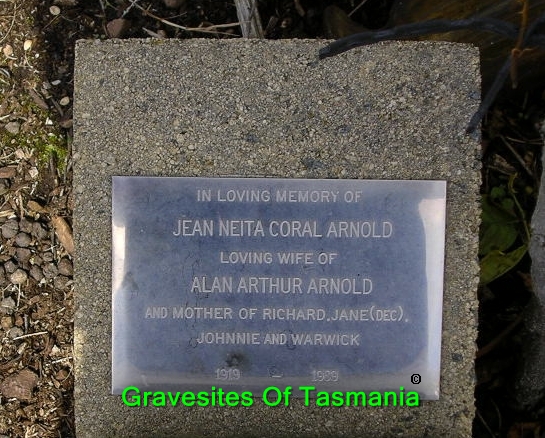 IN LOVING MEMORY OF
JEAN NEITA CORAL ARNOLD
LOVING WIFE OF
ALAN ARTHUR ARNOLD
AND MOTHER OF RICHARD, JANE (DEC),
JOHNNIE AND WARWICK
1919 — 1989
©
Gravesites Of Tasmania